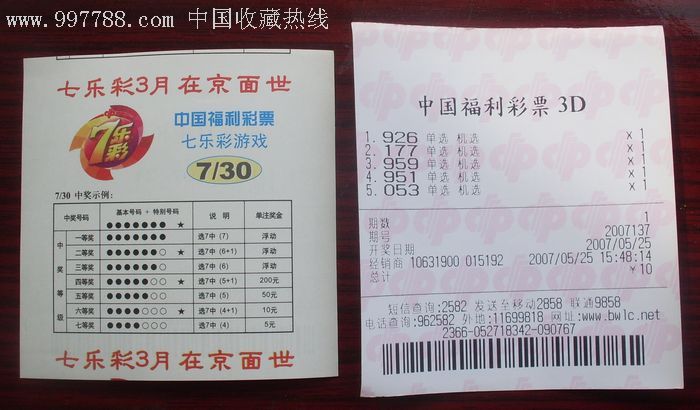 www.997788.com 中国收藏热线
七乐彩3月在京面世
7乐彩
中国福利彩票
七乐彩游戏
7/30
7/30 中奖示例：
中奖号码 基本号码 + 特别号码 说 明 单注奖金
●●●●●●● ★
中奖等级
一等奖 ●●●●●●● 选7中 (7) 浮动
二等奖 ●●●●●●○ ★ 选7中 (6+1) 浮动
三等奖 ●●●●●●○ 选7中 (6) 浮动
四等奖 ●●●●●○○ ★ 选7中 (5+1) 200元
五等奖 ●●●●●○○ 选7中 (5) 50元
六等奖 ●●●●○○○ ★ 选7中 (4+1) 10元
七等奖 ●●●●○○○ 选7中 (4) 5元
七乐彩3月在京面世
中国福利彩票 3D
1. 926 单选 机选 x 1
2. 177 单选 机选 x 1
3. 959 单选 机选 x 1
4. 951 单选 机选 x 1
5. 053 单选 机选 x 1
期数 1
期号 2007137
开奖日期 2007/05/25
经销商 10631900 015192 2007/05/25 15:48:14
总计 ¥10
短信查询:2582 发送至移动2858 联通9858
电话查询:962582 外地:11699818 网址:www.bwlc.net
2366-052718342-090767